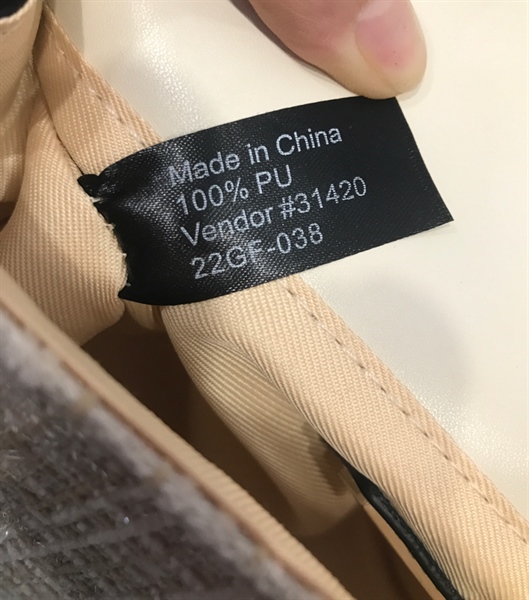 Made in China
100% PU
Vendor #31420
22GF-038